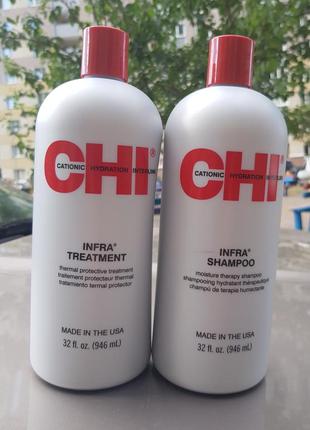 CATIONIC HYDRATION INTERLINK
CHI®
INFRA®
TREATMENT
thermal protective treatment
traitement protecteur thermal
tratamiento termal protector
MADE IN THE USA
32 fl. oz. (946 mL)
CATIONIC HYDRATION INTERLINK
CHI®
INFRA®
SHAMPOO
moisture therapy shampoo
shampooing hydratant thérapeutique
champú de terapia humectante
MADE IN THE USA
32 fl. oz. (946 mL)